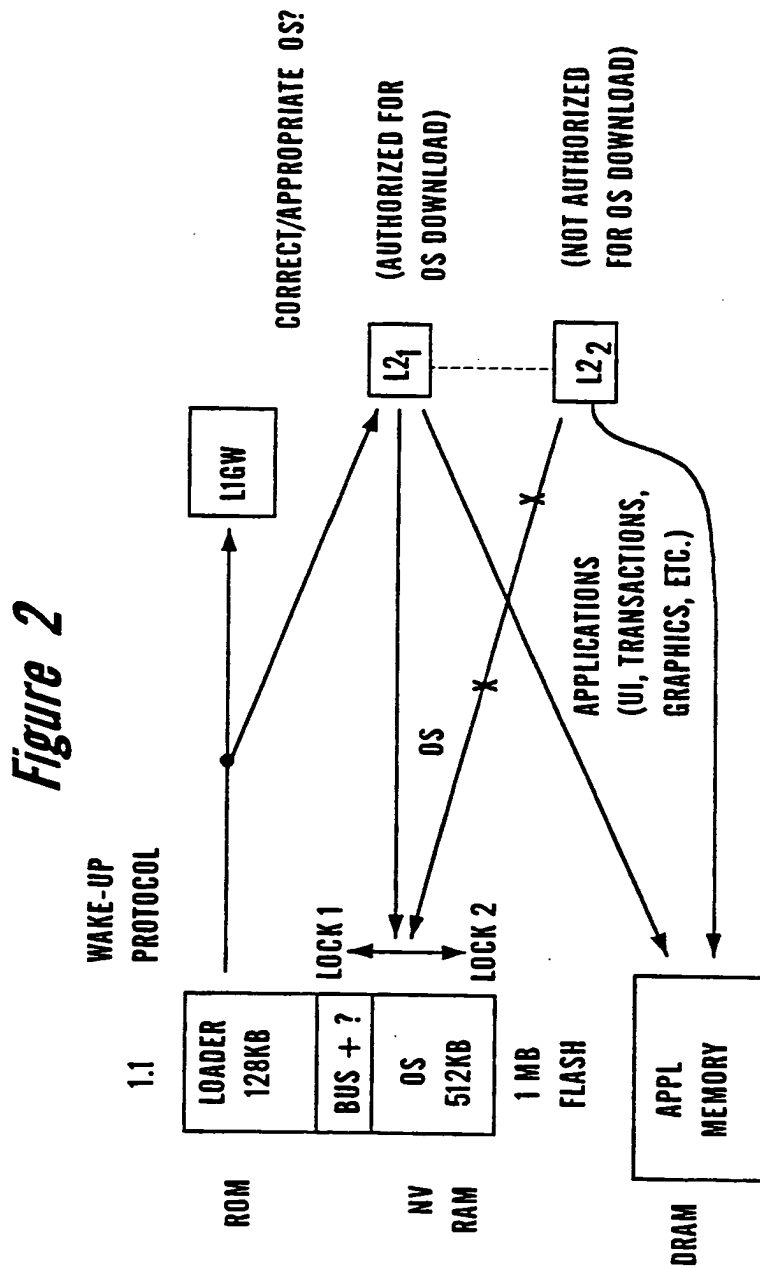 Figure 2
WAKE-UP
PROTOCOL
1.1
CORRECT/APPROPRIATE OS?
ROM
LOADER
128KB
L1GW
LOCK 1
BUS + ?
NV
RAM
OS
512KB
LOCK 2
1 MB
FLASH
OS
X
X
L2₁
(AUTHORIZED FOR
OS DOWNLOAD)
L2₂
(NOT AUTHORIZED
FOR OS DOWNLOAD)
APPLICATIONS
(UI, TRANSACTIONS,
GRAPHICS, ETC.)
DRAM
APPL
MEMORY